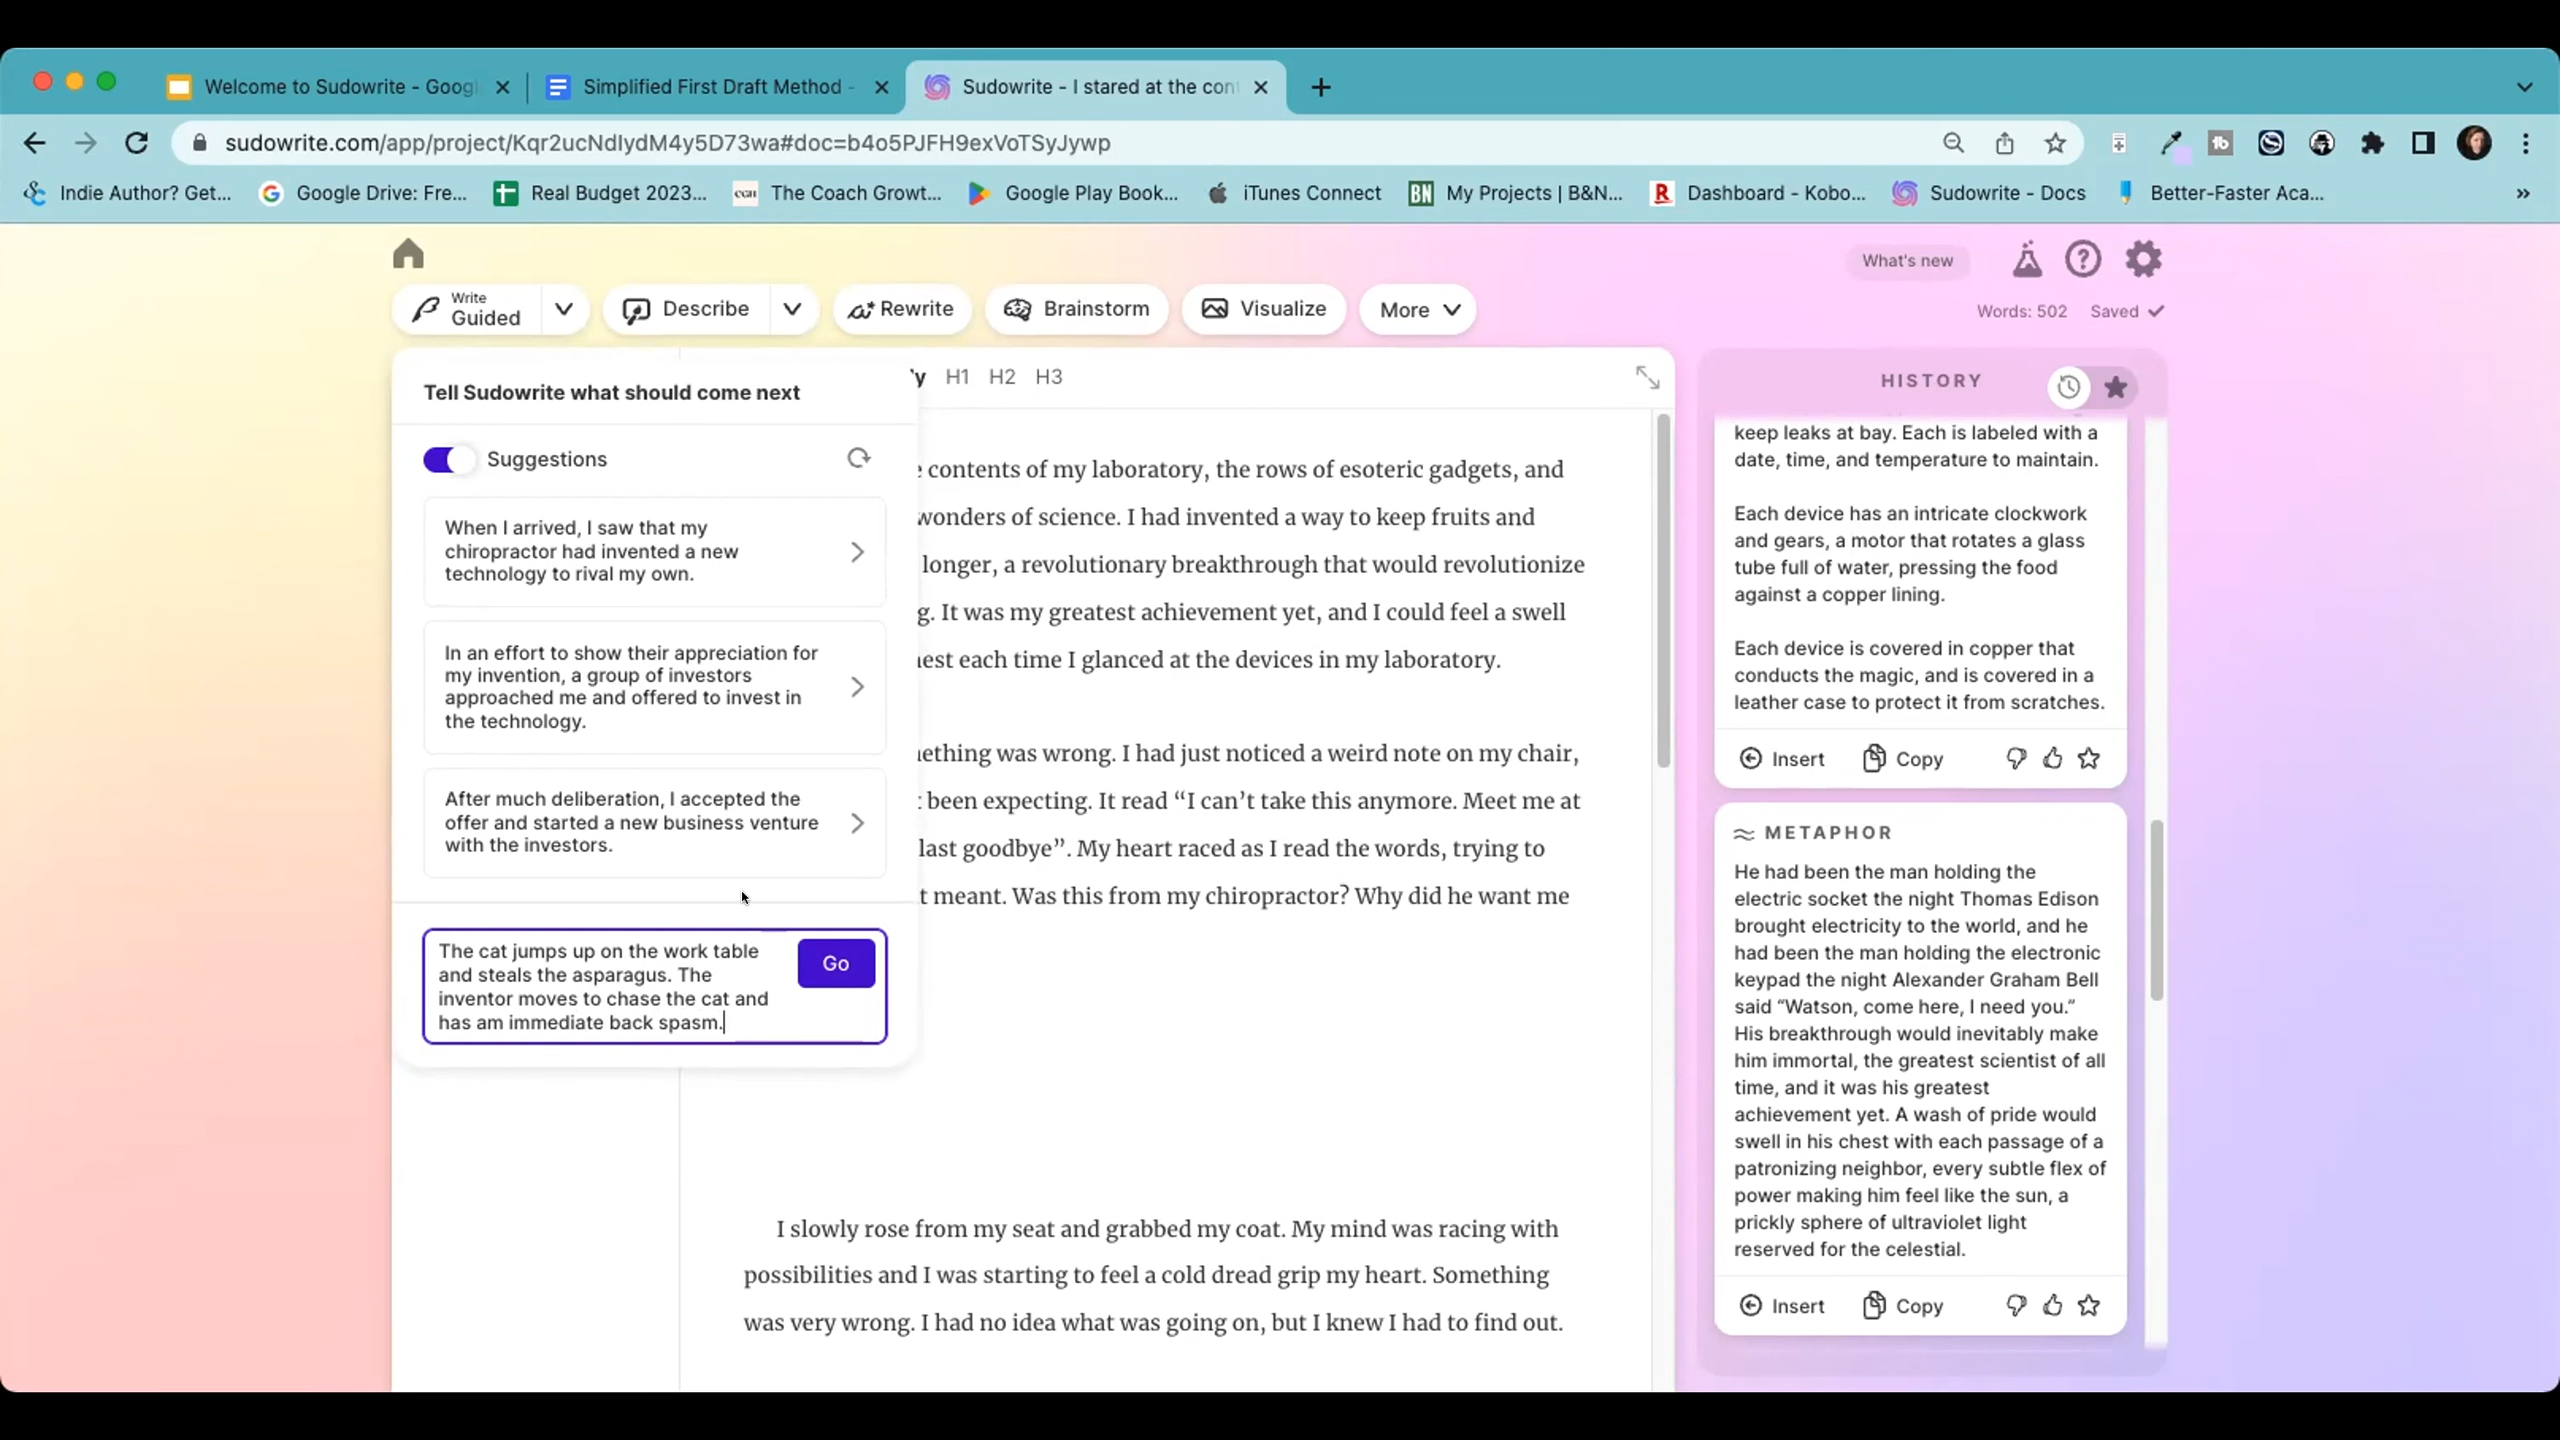 Welcome to Sudowrite - Googl
Simplified First Draft Method -
Sudowrite - I stared at the con
sudowrite.com/app/project/Kqr2ucNdIydM4y5D73wa#doc=b4o5PJFH9exVoTSyJywp
Indie Author? Get...
Google Drive: Fre...
Real Budget 2023...
The Coach Growt...
Google Play Book...
iTunes Connect
BN My Projects | B&N...
R Dashboard - Kobo...
Sudowrite - Docs
Better-Faster Aca...
»
What's new
Write
Guided
Describe
Rewrite
Brainstorm
Visualize
More
Words: 502
Saved
Tell Sudowrite what should come next
Suggestions
When I arrived, I saw that my
chiropractor had invented a new
technology to rival my own.
In an effort to show their appreciation for
my invention, a group of investors
approached me and offered to invest in
the technology.
After much deliberation, I accepted the
offer and started a new business venture
with the investors.
The cat jumps up on the work table
and steals the asparagus. The
inventor moves to chase the cat and
has am immediate back spasm.
Go
y H1 H2 H3
contents of my laboratory, the rows of esoteric gadgets, and
wonders of science. I had invented a way to keep fruits and
longer, a revolutionary breakthrough that would revolutionize
g. It was my greatest achievement yet, and I could feel a swell
est each time I glanced at the devices in my laboratory.
ething was wrong. I had just noticed a weird note on my chair,
been expecting. It read “I can’t take this anymore. Meet me at
last goodbye”. My heart raced as I read the words, trying to
t meant. Was this from my chiropractor? Why did he want me
I slowly rose from my seat and grabbed my coat. My mind was racing with
possibilities and I was starting to feel a cold dread grip my heart. Something
was very wrong. I had no idea what was going on, but I knew I had to find out.
HISTORY
keep leaks at bay. Each is labeled with a
date, time, and temperature to maintain.
Each device has an intricate clockwork
and gears, a motor that rotates a glass
tube full of water, pressing the food
against a copper lining.
Each device is covered in copper that
conducts the magic, and is covered in a
leather case to protect it from scratches.
Insert
Copy
METAPHOR
He had been the man holding the
electric socket the night Thomas Edison
brought electricity to the world, and he
had been the man holding the electronic
keypad the night Alexander Graham Bell
said “Watson, come here, I need you.”
His breakthrough would inevitably make
him immortal, the greatest scientist of all
time, and it was his greatest
achievement yet. A wash of pride would
swell in his chest with each passage of a
patronizing neighbor, every subtle flex of
power making him feel like the sun, a
prickly sphere of ultraviolet light
reserved for the celestial.
Insert
Copy